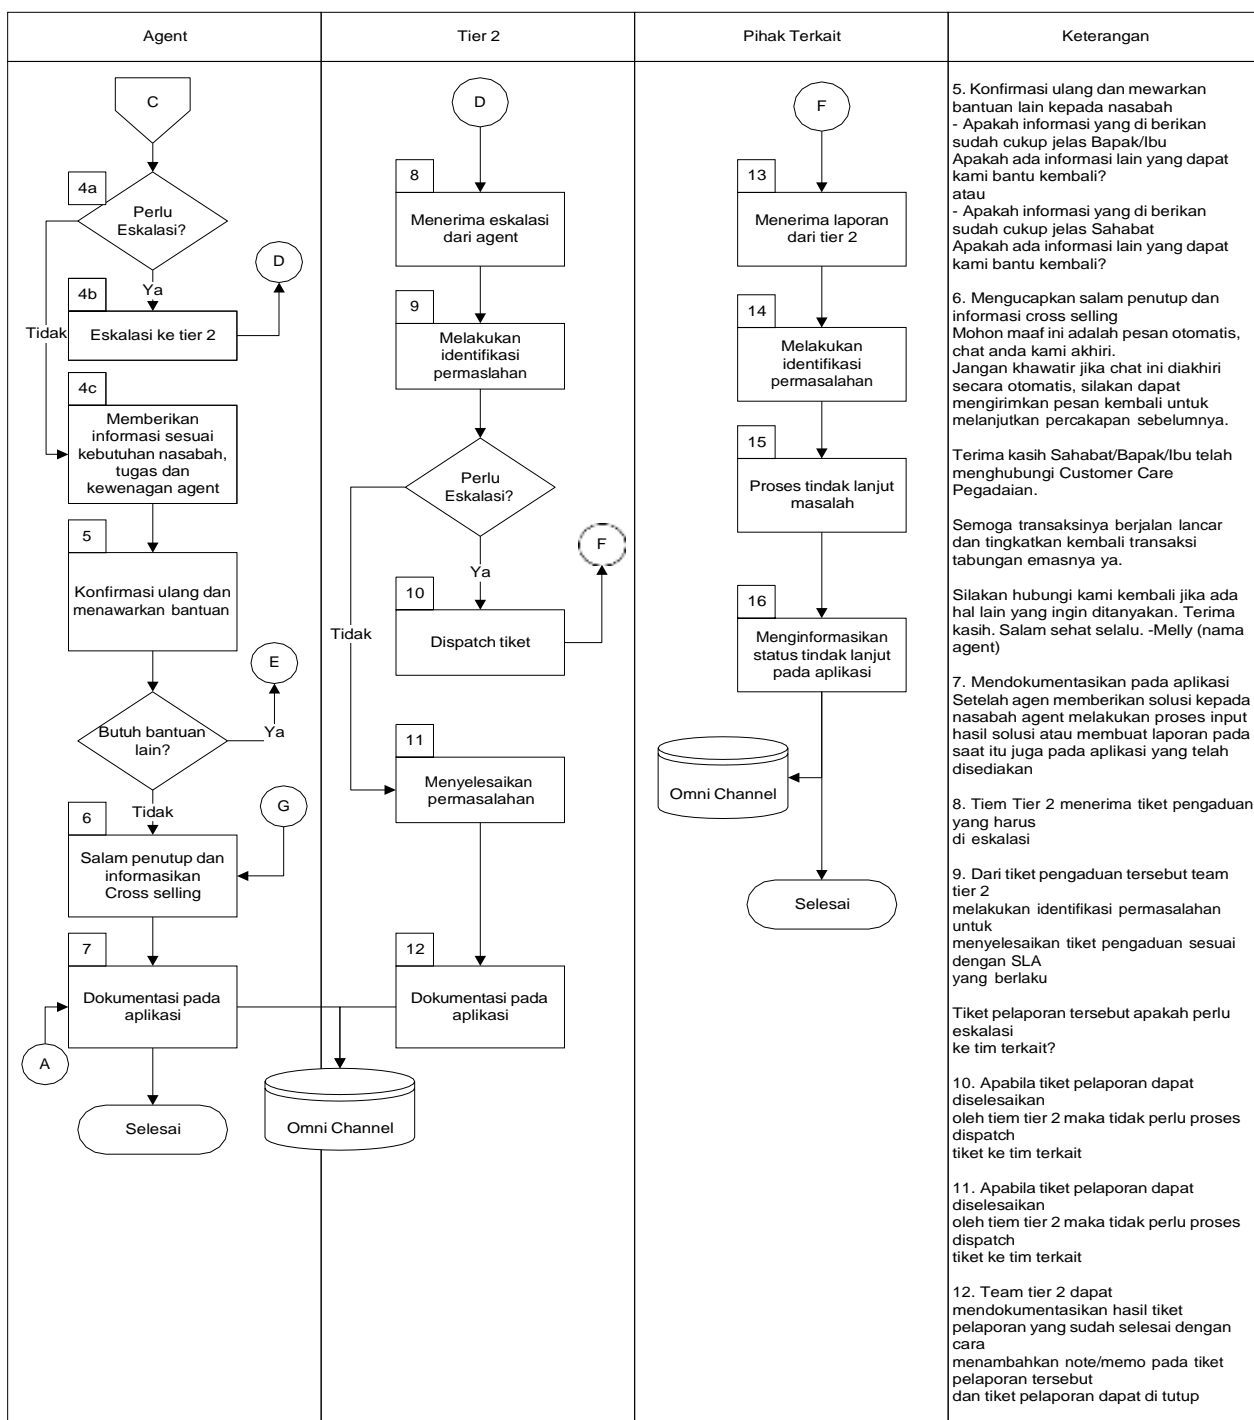 Agent
Tier 2
Pihak Terkait
Keterangan
C
4a
Perlu
Eskalasi?
Ya
Tidak
D
4b
Eskalasi ke tier 2
4c
Memberikan
informasi sesuai
kebutuhan nasabah,
tugas dan
kewenagan agent
5
Konfirmasi ulang dan
menawarkan bantuan
E
Butuh bantuan
lain?
Ya
Tidak
G
6
Salam penutup dan
informasikan
Cross selling
7
Dokumentasi pada
aplikasi
A
Selesai
Omni Channel
D
8
Menerima eskalasi
dari agent
9
Melakukan
identifikasi
permaslahan
Perlu
Eskalasi?
Ya
Tidak
F
10
Dispatch tiket
11
Menyelesaikan
permasalahan
12
Dokumentasi pada
aplikasi
F
13
Menerima laporan
dari tier 2
14
Melakukan
identifikasi
permasalahan
15
Proses tindak lanjut
masalah
16
Menginformasikan
status tindak lanjut
pada aplikasi
Omni Channel
Selesai
5. Konfirmasi ulang dan mewarkan
bantuan lain kepada nasabah
- Apakah informasi yang di berikan
sudah cukup jelas Bapak/Ibu
Apakah ada informasi lain yang dapat
kami bantu kembali?
atau
- Apakah informasi yang di berikan
sudah cukup jelas Sahabat
Apakah ada informasi lain yang dapat
kami bantu kembali?
6. Mengucapkan salam penutup dan
informasi cross selling
Mohon maaf ini adalah pesan otomatis,
chat anda kami akhiri.
Jangan khawatir jika chat ini diakhiri
secara otomatis, silakan dapat
mengirimkan pesan kembali untuk
melanjutkan percakapan sebelumnya.
Terima kasih Sahabat/Bapak/Ibu telah
menghubungi Customer Care
Pegadaian.
Semoga transaksinya berjalan lancar
dan tingkatkan kembali transaksi
tabungan emasnya ya.
Silakan hubungi kami kembali jika ada
hal lain yang ingin ditanyakan. Terima
kasih. Salam sehat selalu. -Melly (nama
agent)
7. Mendokumentasikan pada aplikasi
Setelah agen memberikan solusi kepada
nasabah agent melakukan proses input
hasil solusi atau membuat laporan pada
saat itu juga pada aplikasi yang telah
disediakan
8. Tiem Tier 2 menerima tiket pengaduan
yang harus
di eskalasi
9. Dari tiket pengaduan tersebut team
tier 2
melakukan identifikasi permasalahan
untuk
menyelesaikan tiket pengaduan sesuai
dengan SLA
yang berlaku
Tiket pelaporan tersebut apakah perlu
eskalasi
ke tim terkait?
10. Apabila tiket pelaporan dapat
diselesaikan
oleh tiem tier 2 maka tidak perlu proses
dispatch
tiket ke tim terkait
11. Apabila tiket pelaporan dapat
diselesaikan
oleh tiem tier 2 maka tidak perlu proses
dispatch
tiket ke tim terkait
12. Team tier 2 dapat
mendokumentasikan hasil tiket
pelaporan yang sudah selesai dengan
cara
menambahkan note/memo pada tiket
pelaporan tersebut
dan tiket pelaporan dapat di tutup